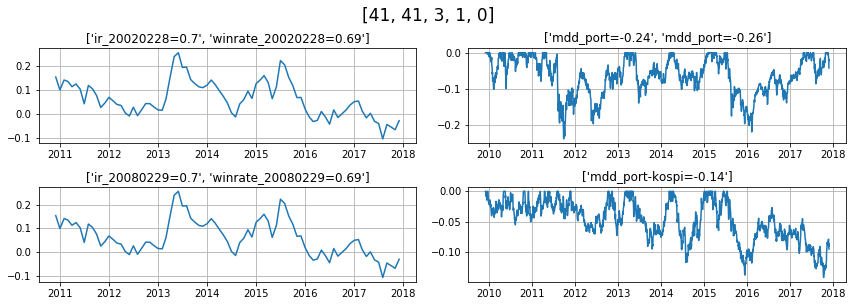 [41, 41, 3, 1, 0]
['ir_20020228=0.7', 'winrate_20020228=0.69']
0.2
0.1
0.0
−0.1
2011 2012 2013 2014 2015 2016 2017 2018
['mdd_port=-0.24', 'mdd_port=-0.26']
0.0
−0.1
−0.2
2010 2011 2012 2013 2014 2015 2016 2017 2018
['ir_20080229=0.7', 'winrate_20080229=0.69']
0.2
0.1
0.0
−0.1
2011 2012 2013 2014 2015 2016 2017 2018
['mdd_port-kospi=-0.14']
0.00
−0.05
−0.10
2010 2011 2012 2013 2014 2015 2016 2017 2018